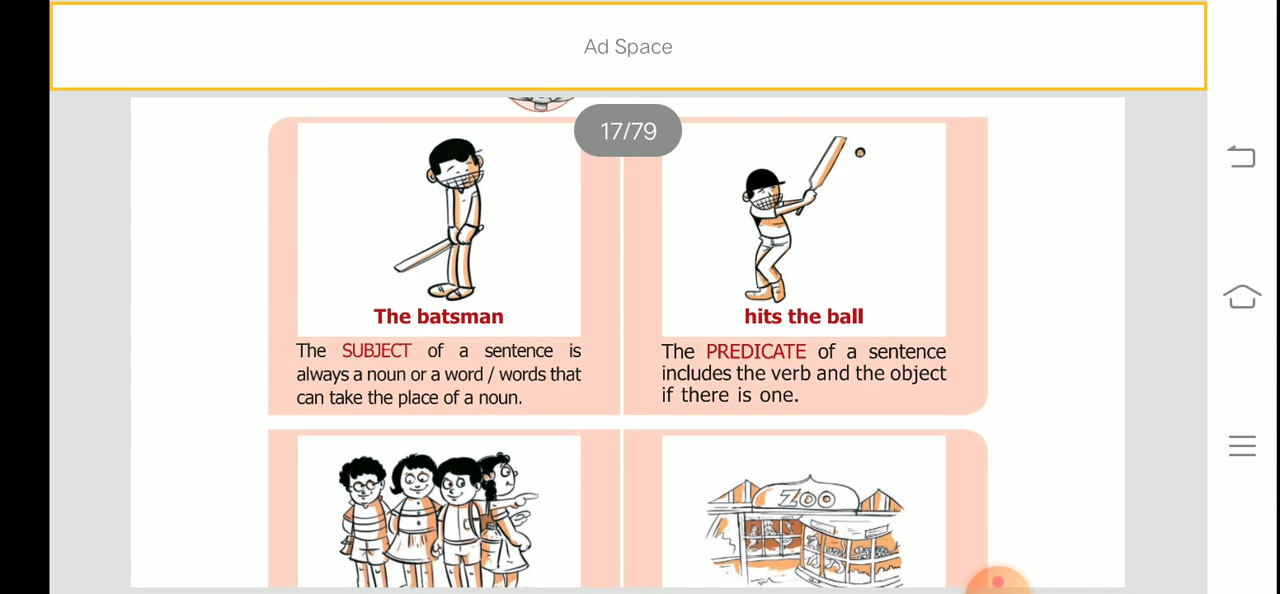 Ad Space
17/79
The batsman
The SUBJECT of a sentence is
always a noun or a word / words that
can take the place of a noun.
hits the ball
The PREDICATE of a sentence
includes the verb and the object
if there is one.
ZOO